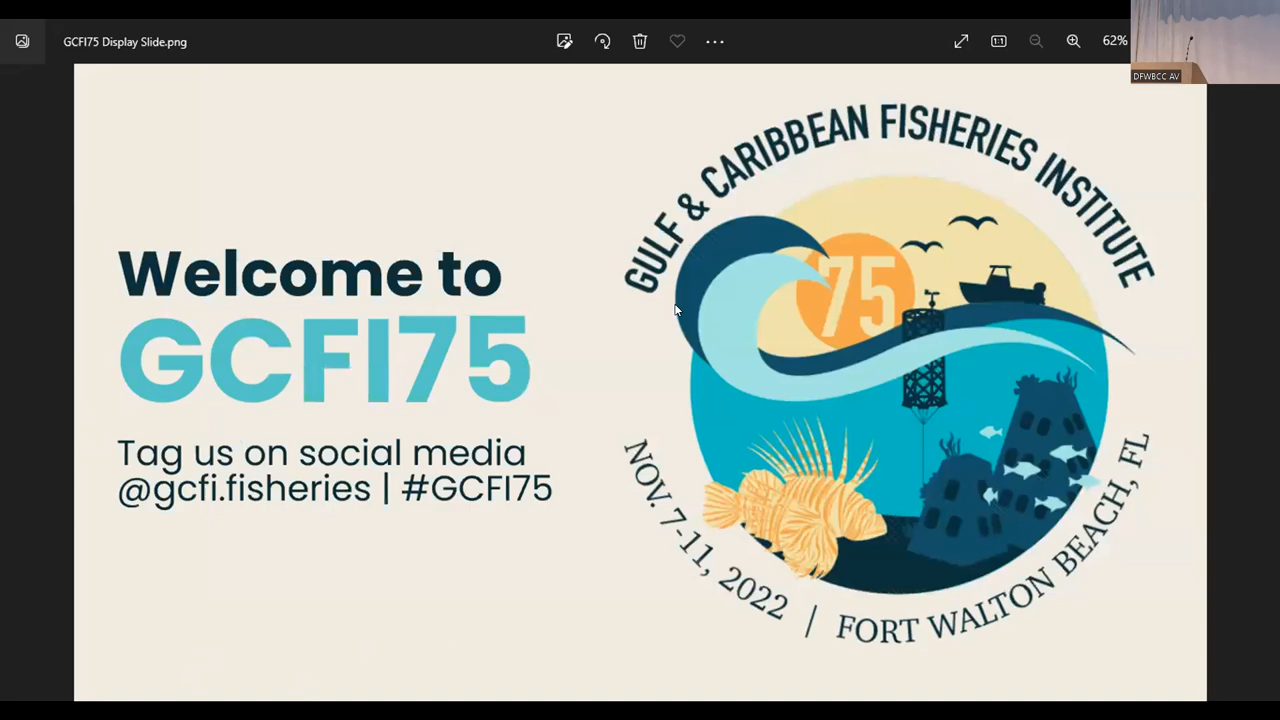 GCFI75 Display Slide.png
62%
DFWBCC AV
Welcome to
GCFI75
Tag us on social media
@gcfi.fisheries | #GCFI75
GULF & CARIBBEAN FISHERIES INSTITUTE
75
NOV. 7-11, 2022 | FORT WALTON BEACH, FL